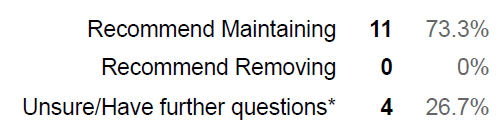 Recommend Maintaining 11 73.3%
Recommend Removing 0 0%
Unsure/Have further questions* 4 26.7%